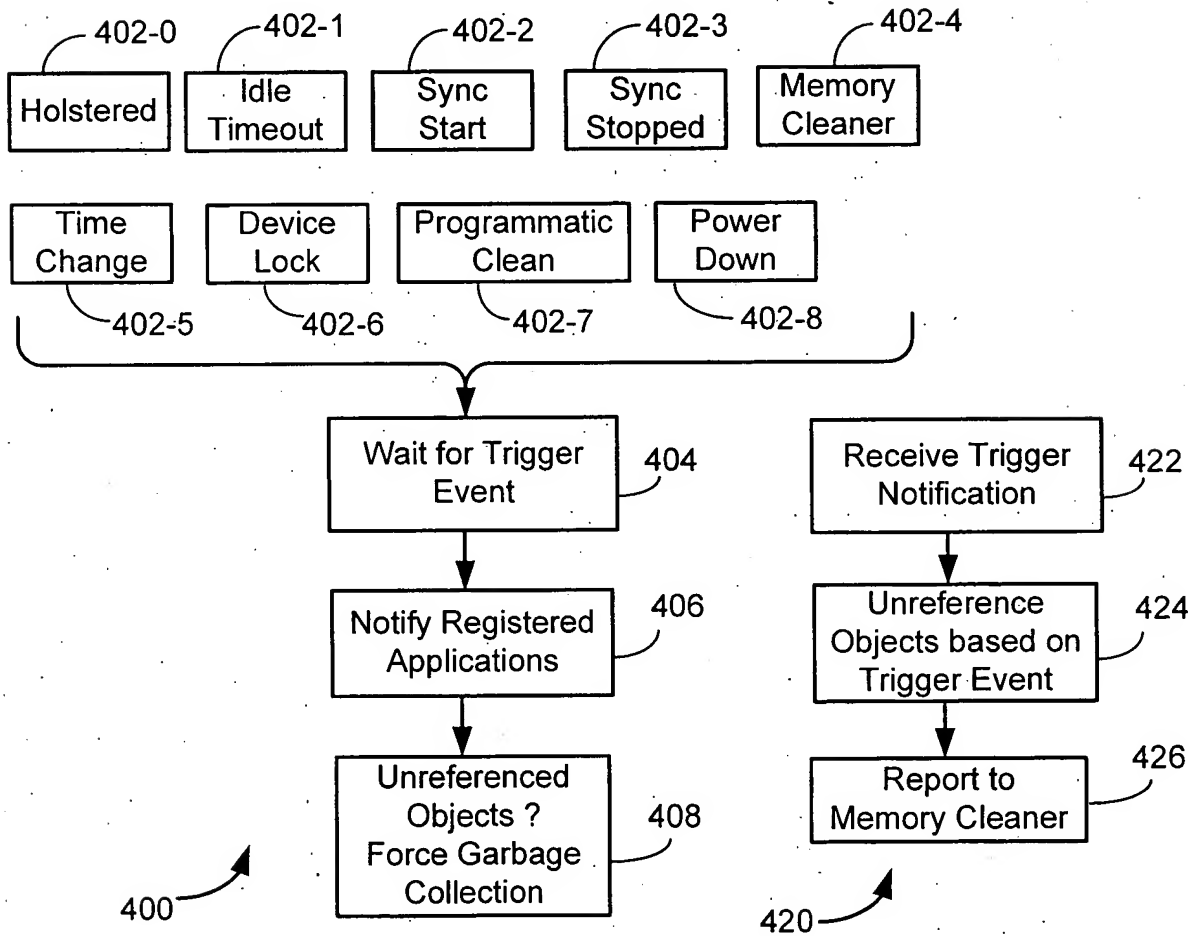 402-0
402-1
402-2
402-3
402-4
Holstered
Idle
Timeout
Sync
Start
Sync
Stopped
Memory
Cleaner
Time
Change
Device
Lock
Programmatic
Clean
Power
Down
402-5
402-6
402-7
402-8
Wait for Trigger
Event
404
Receive Trigger
Notification
422
Notify Registered
Applications
406
Unreference
Objects based on
Trigger Event
424
Unreferenced
Objects ?
Force Garbage
Collection
408
Report to
Memory Cleaner
426
400
420